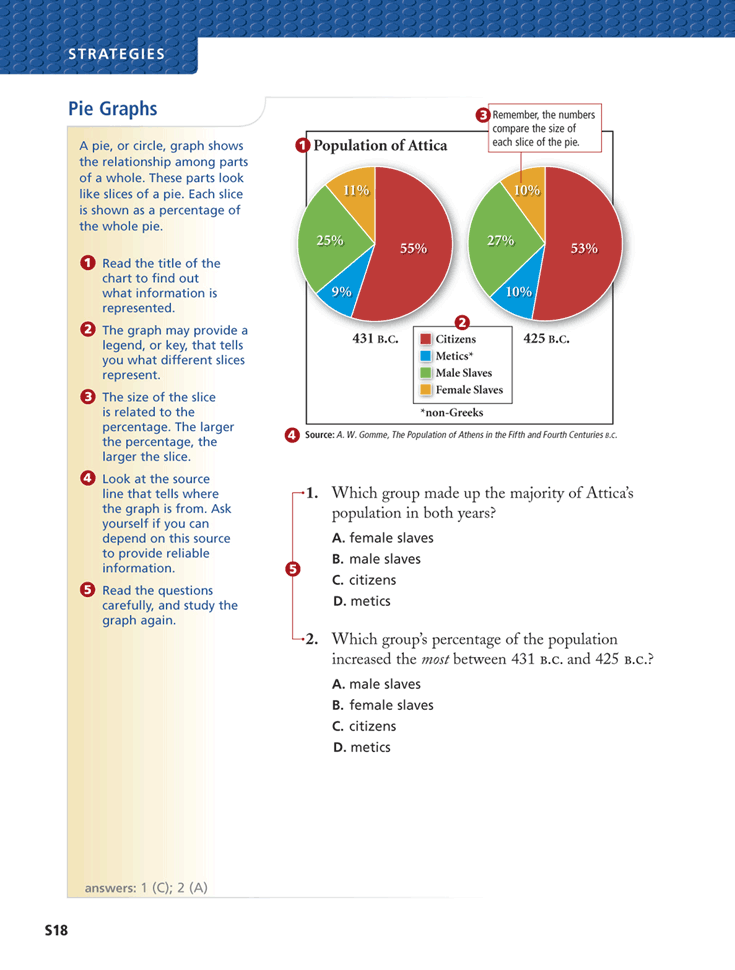 STRATEGIES
Pie Graphs
A pie, or circle, graph shows
the relationship among parts
of a whole. These parts look
like slices of a pie. Each slice
is shown as a percentage of
the whole pie.
1 Read the title of the
chart to find out
what information is
represented.
2 The graph may provide a
legend, or key, that tells
you what different slices
represent.
3 The size of the slice
is related to the
percentage. The larger
the percentage, the
larger the slice.
4 Look at the source
line that tells where
the graph is from. Ask
yourself if you can
depend on this source
to provide reliable
information.
5 Read the questions
carefully, and study the
graph again.
answers: 1 (C); 2 (A)
3 Remember, the numbers
compare the size of
each slice of the pie.
1 Population of Attica
11%
25%
55%
9%
431 B.C.
10%
27%
53%
10%
425 B.C.
2
Citizens
Metics*
Male Slaves
Female Slaves
*non-Greeks
4 Source: A. W. Gomme, The Population of Athens in the Fifth and Fourth Centuries B.C.
5
1. Which group made up the majority of Attica's
population in both years?
A. female slaves
B. male slaves
C. citizens
D. metics
2. Which group's percentage of the population
increased the most between 431 B.C. and 425 B.C.?
A. male slaves
B. female slaves
C. citizens
D. metics
S18